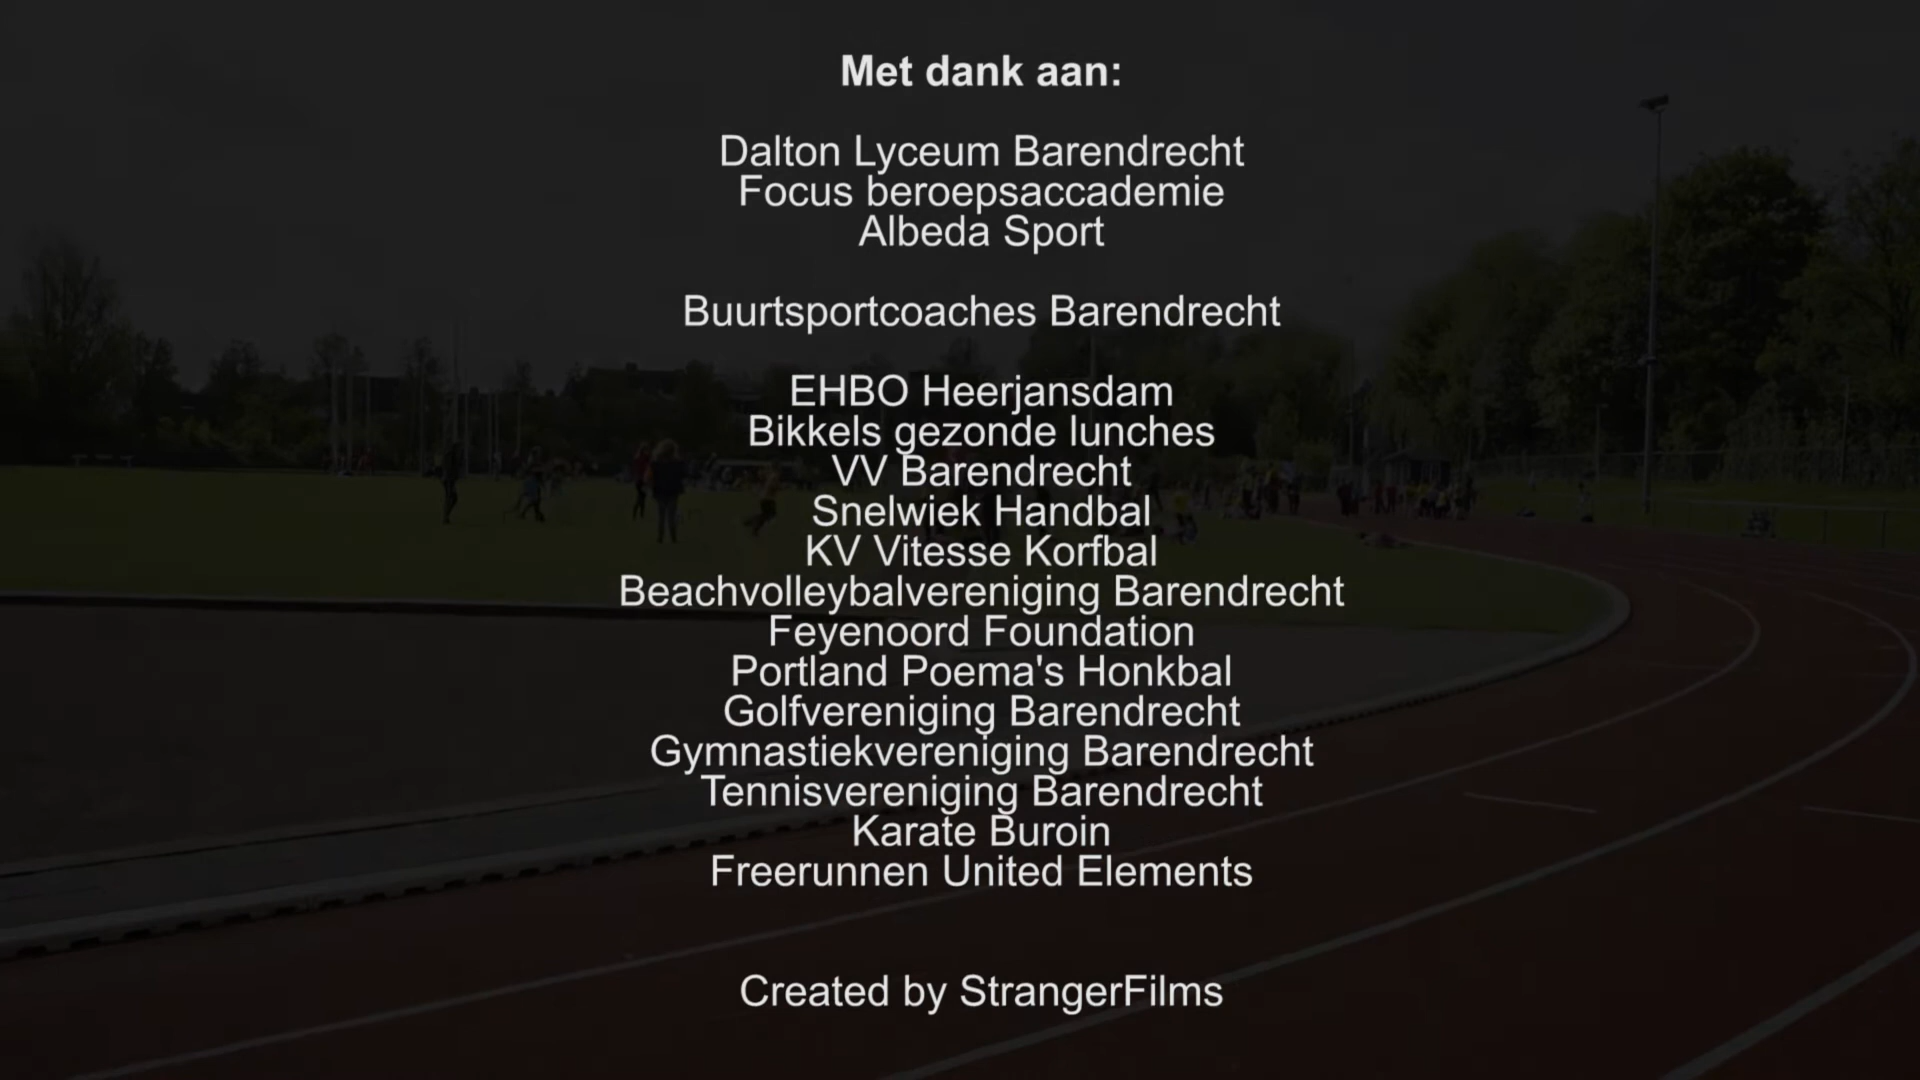 Met dank aan:
Dalton Lyceum Barendrecht
Focus beroepsaccademie
Albeda Sport
Buurtsportcoaches Barendrecht
EHBO Heerjansdam
Bikkels gezonde lunches
VV Barendrecht
Snelwiek Handbal
KV Vitesse Korfbal
Beachvolleybalvereniging Barendrecht
Feyenoord Foundation
Portland Poema's Honkbal
Golfvereniging Barendrecht
Gymnastiekvereniging Barendrecht
Tennisvereniging Barendrecht
Karate Buroin
Freerunnen United Elements
Created by StrangerFilms